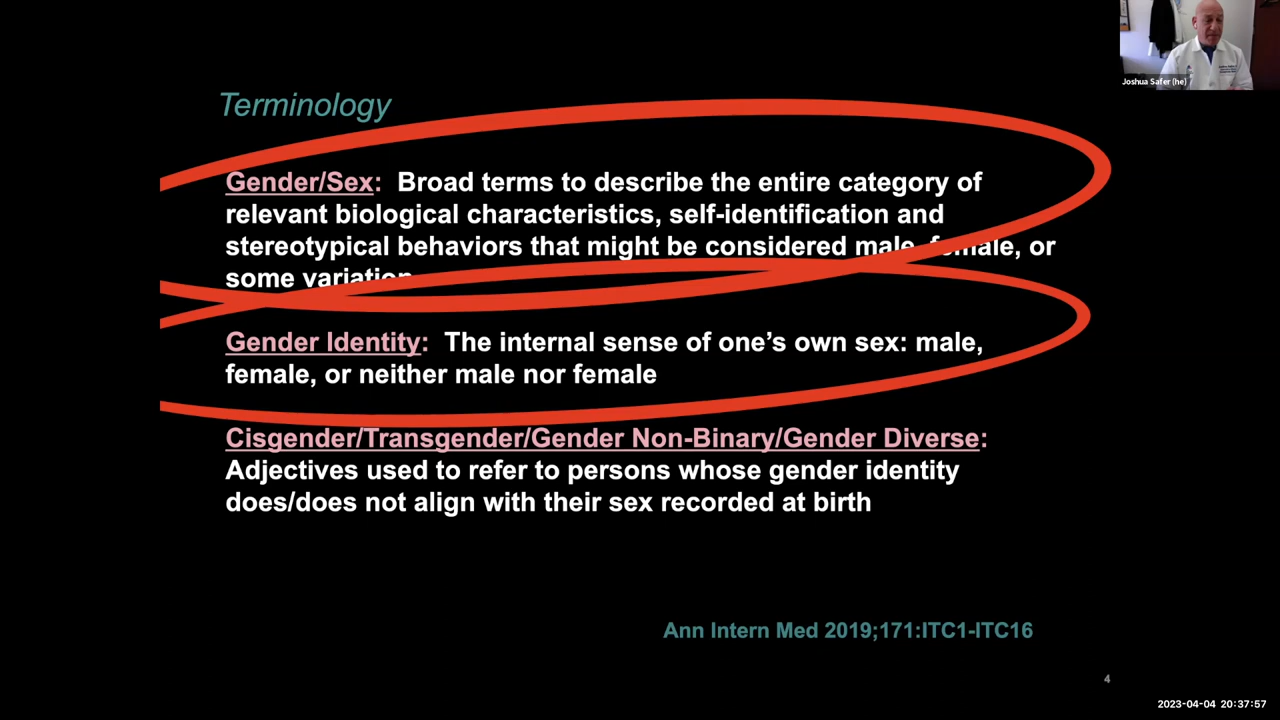 Joshua Safer (he)
Terminology
Gender/Sex: Broad terms to describe the entire category of
relevant biological characteristics, self-identification and
stereotypical behaviors that might be considered male, female, or
some variation
Gender Identity: The internal sense of one’s own sex: male,
female, or neither male nor female
Cisgender/Transgender/Gender Non-Binary/Gender Diverse:
Adjectives used to refer to persons whose gender identity
does/does not align with their sex recorded at birth
Ann Intern Med 2019;171:ITC1-ITC16
4
2023-04-04 20:37:57